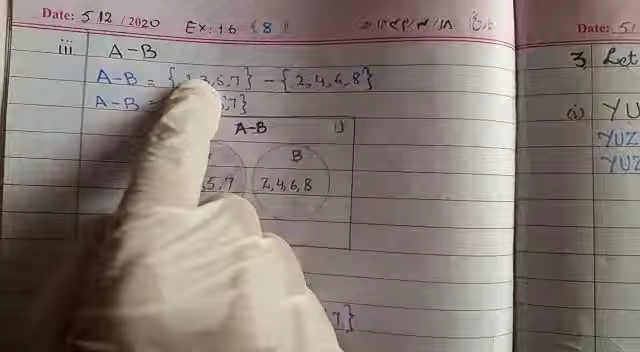 Date: 5 12 / 2020 Ex: 1.6 (8)
iii A-B
A-B = { 1,3,5,7} - {2,4,6,8}
A-B 7}
A-B U
B
,5,7 2,4,6,8
7}
Date: 5/
3 Let
(i) YU
YUZ
YUZ